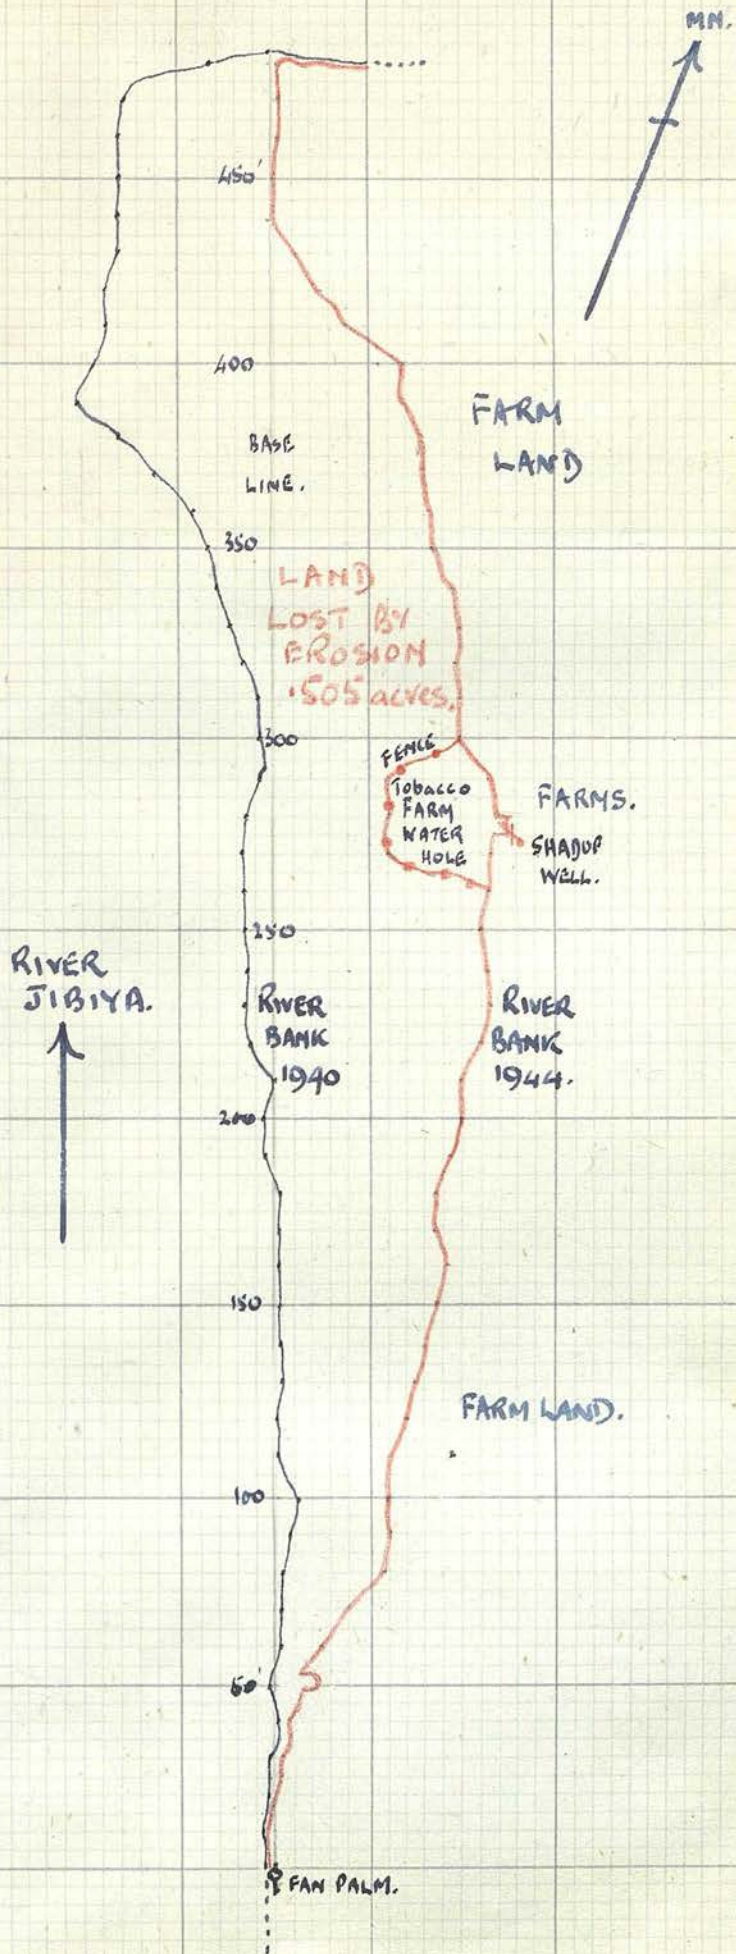 MN.
450'
400
FARM
LAND
BASE
LINE.
350
LAND
LOST BY
EROSION
.505 acres.
300
FENCE
Tobacco
FARM
WATER
HOLE
FARMS.
SHADUF
WELL.
250
RIVER
JIBIYA.
RIVER
BANK
1940
RIVER
BANK
1944.
200
150
FARM LAND.
100
50'
FAN PALM.